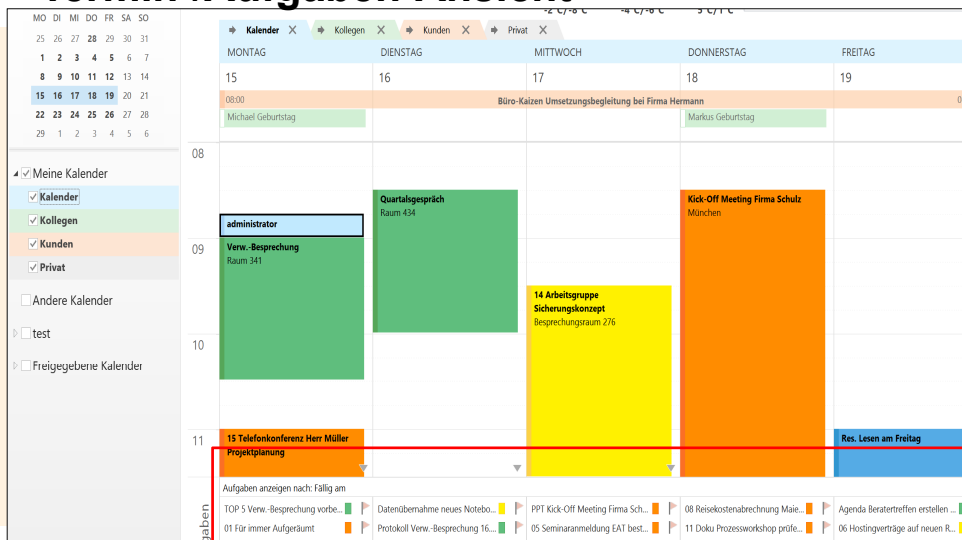 MO DI MI DO FR SA SO
25 26 27 28 29 30 31
1 2 3 4 5 6 7
8 9 10 11 12 13 14
15 16 17 18 19 20 21
22 23 24 25 26 27 28
29 1 2 3 4 5 6
Meine Kalender
Kalender
Kollegen
Kunden
Privat
Andere Kalender
test
Freigegebene Kalender
Kalender Kollegen Kunden Privat
MONTAG DIENSTAG MITTWOCH DONNERSTAG FREITAG
15 16 17 18 19
08:00 Büro-Kaizen Umsetzungsbegleitung bei Firma Hermann
Michael Geburtstag Markus Geburtstag
08
Quartalsgespräch
Raum 434
Kick-Off Meeting Firma Schulz
München
administrator
09
Verw.-Besprechung
Raum 341
14 Arbeitsgruppe
Sicherungskonzept
Besprechungsraum 276
10
11
15 Telefonkonferenz Herr Müller
Projektplanung
Res. Lesen am Freitag
Aufgaben anzeigen nach: Fällig am
TOP 5 Verw.-Besprechung vorbe... Datenübernahme neues Notebo... PPT Kick-Off Meeting Firma Sch... 08 Reisekostenabrechnung Maie... Agenda Beratertreffen erstellen ...
01 Für immer Aufgeräumt Protokoll Verw.-Besprechung 16.... 05 Seminaranmeldung EAT best... 11 Doku Prozessworkshop prüfe... 06 Hostingverträge auf neuen R...